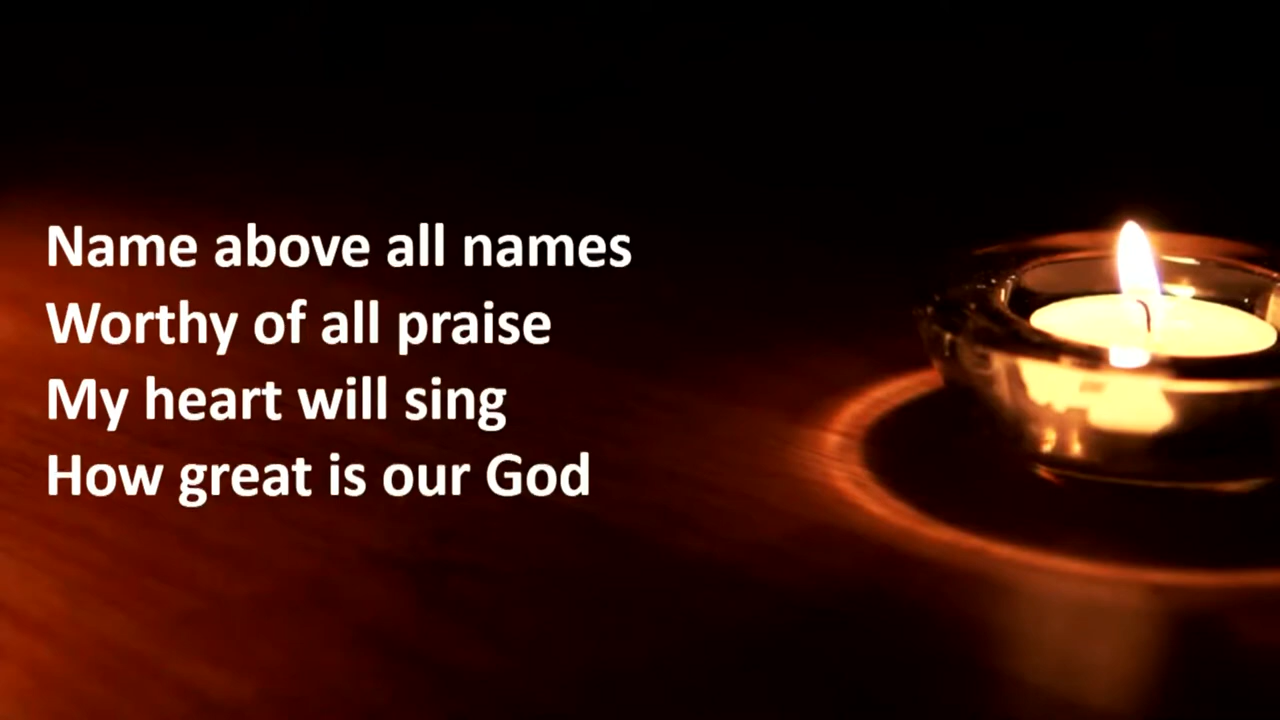 Name above all names
Worthy of all praise
My heart will sing
How great is our God